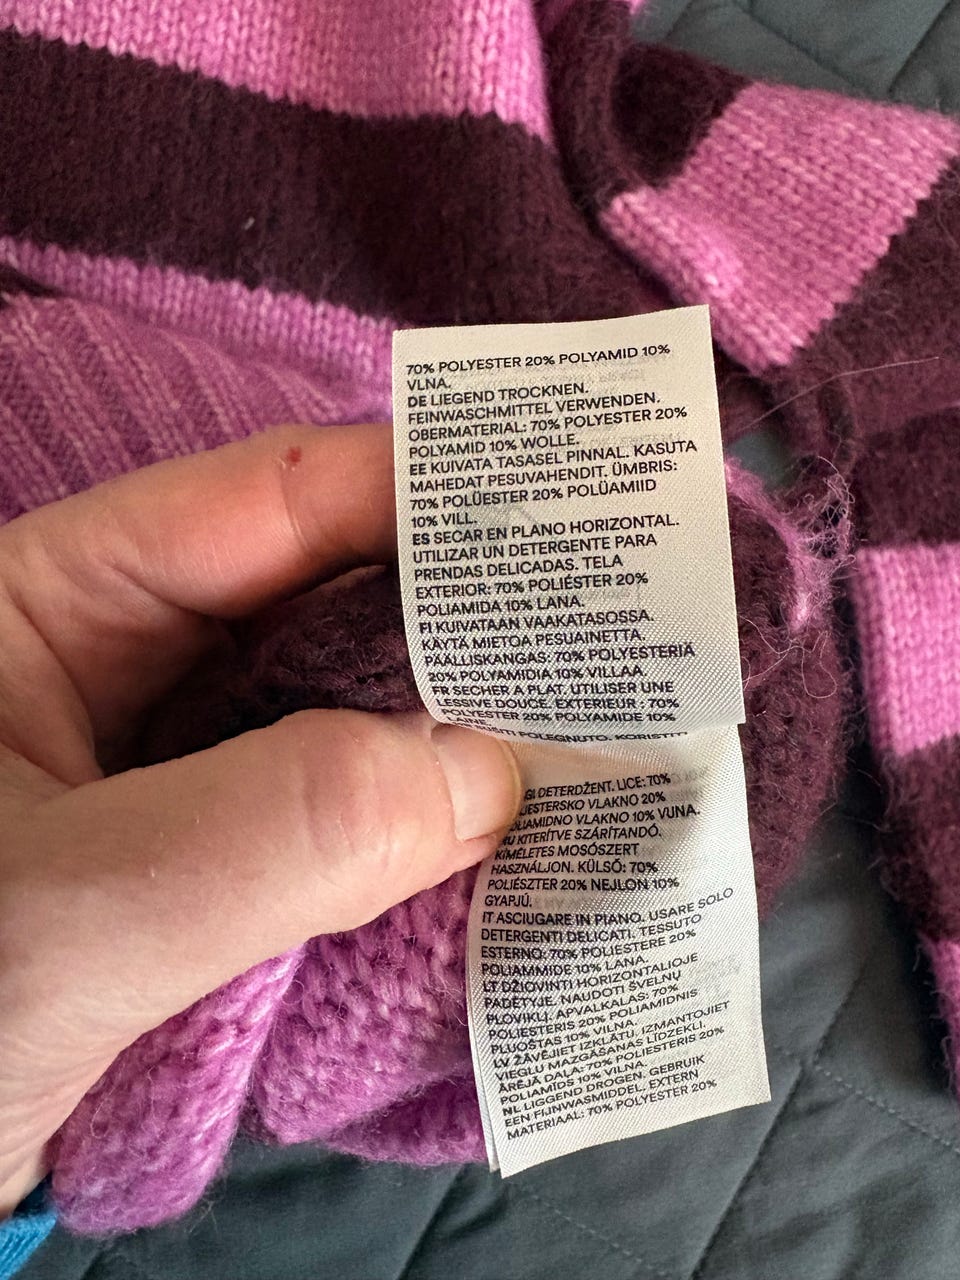 70% POLYESTER 20% POLYAMID 10%
VLNA.
DE LIEGEND TROCKNEN.
FEINWASCHMITTEL VERWENDEN.
OBERMATERIAL: 70% POLYESTER 20%
POLYAMID 10% WOLLE.
EE KUIVATA TASASEL PINNAL. KASUTA
MAHEDAT PESUVAHENDIT. ÜMBRIS:
70% POLÜESTER 20% POLÜAMIID
10% VILL.
ES SECAR EN PLANO HORIZONTAL.
UTILIZAR UN DETERGENTE PARA
PRENDAS DELICADAS. TELA
EXTERIOR: 70% POLIÉSTER 20%
POLIAMIDA 10% LANA.
FI KUIVATAAN VAAKATASOSSA.
KÄYTÄ MIETOA PESUAINETTA.
PÄÄLLISKANGAS: 70% POLYESTERIÄ
20% POLYAMIDIA 10% VILLAA
FR SECHER A PLAT. UTILISER UNE
LESSIVE DOUCE. EXTERIEUR : 70%
POLYESTER 20% POLYAMIDE 10%
LAINE.
POLEGNUTO. KORISTITI
DETERDŽENT. LICE: 70%
VLAKNO 20%
VLAKNO 10% VUNA.
KITERÍTVE SZÁRÍTANDÓ.
KÍMÉLETES MOSÓSZERT
HASZNÁLJON. KÜLSŐ: 70%
POLIÉSZTER 20% NEJLON 10%
GYAPJÚ.
IT ASCIUGARE IN PIANO. USARE SOLO
DETERGENTI DELICATI. TESSUTO
ESTERNO: 70% POLIESTERE 20%
POLIAMMIDE 10% LANA.
LT DŽIOVINTI HORIZONTALIOJE
PADĖTYJE. NAUDOTI ŠVELNŲ
PLOVIKLĮ. APVALKALAS: 70%
POLIESTERIS 20% POLIAMIDNIS
PLUOŠTAS 10% VILNA.
LV ŽĀVĒJIET IZKLĀTU. IZMANTOJIET
VIEGLU MAZGĀŠANAS LĪDZEKLI.
ĀRĒJĀ DAĻA: 70% POLIESTERIS 20%
POLIAMĪDS 10% VILNA.
NL LIGGEND DROGEN. GEBRUIK
EEN FIJNWASMIDDEL. EXTERN
MATERIAAL: 70% POLYESTER 20%